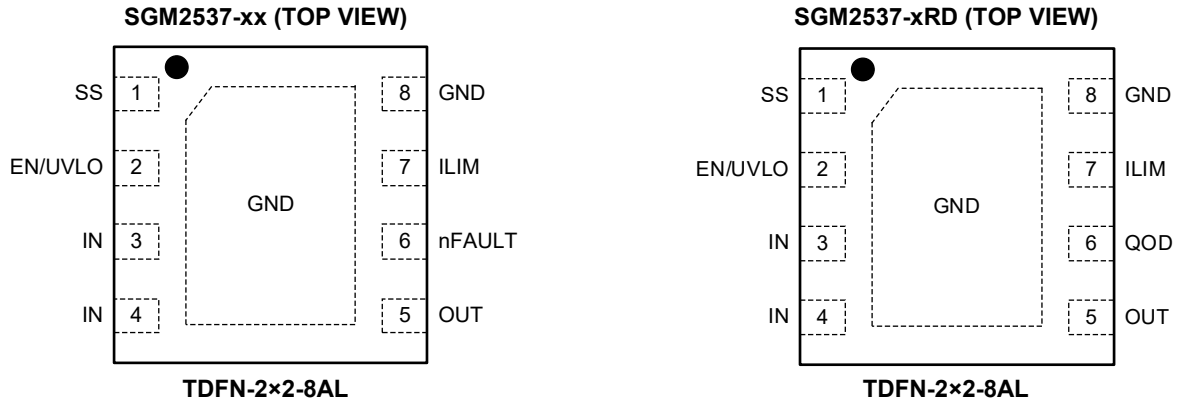 SGM2537-xx (TOP VIEW)
SS 1 8 GND
EN/UVLO 2 7 ILIM
GND
IN 3 6 nFAULT
IN 4 5 OUT
TDFN-2×2-8AL
SGM2537-xRD (TOP VIEW)
SS 1 8 GND
EN/UVLO 2 7 ILIM
GND
IN 3 6 QOD
IN 4 5 OUT
TDFN-2×2-8AL